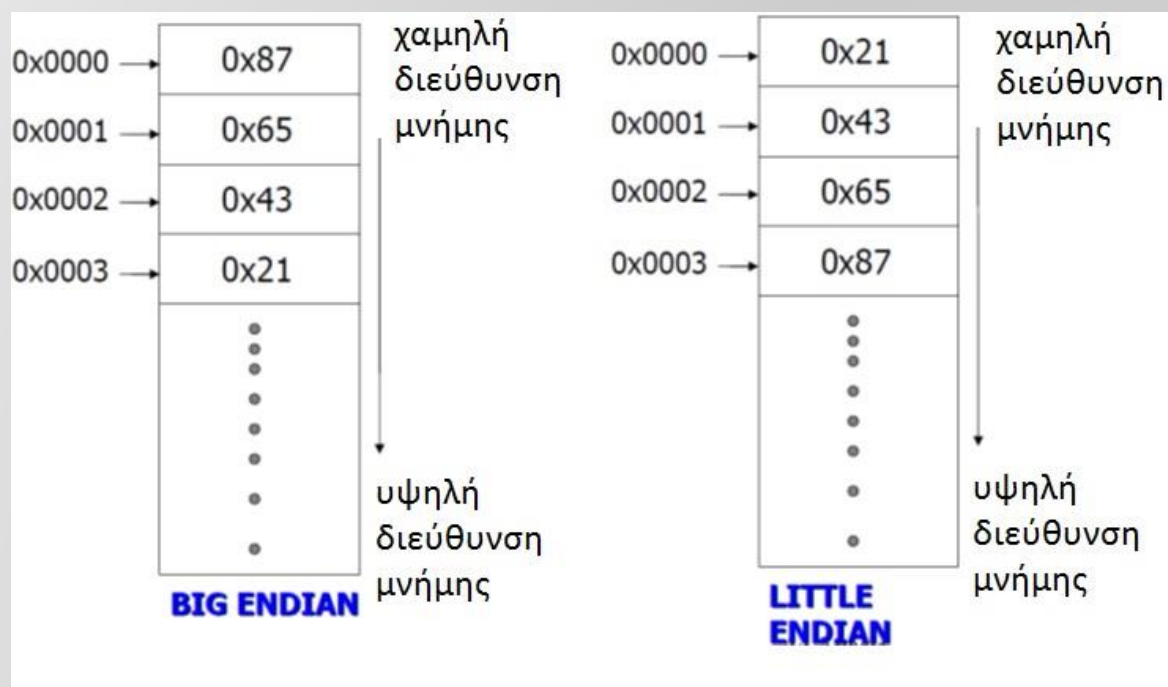 0x0000
0x87
0x0001
0x65
0x0002
0x43
0x0003
0x21
χαμηλή
διεύθυνση
μνήμης
υψηλή
διεύθυνση
μνήμης
BIG ENDIAN
0x0000
0x21
0x0001
0x43
0x0002
0x65
0x0003
0x87
χαμηλή
διεύθυνση
μνήμης
υψηλή
διεύθυνση
μνήμης
LITTLE
ENDIAN